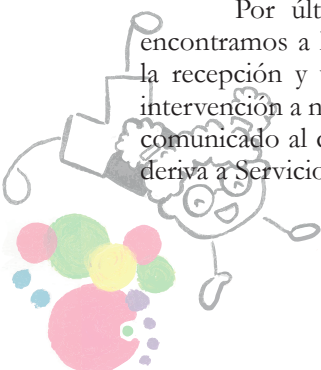 Por últ
encontramos a l
la recepción y
intervención a n
comunicado al
deriva a Servicio